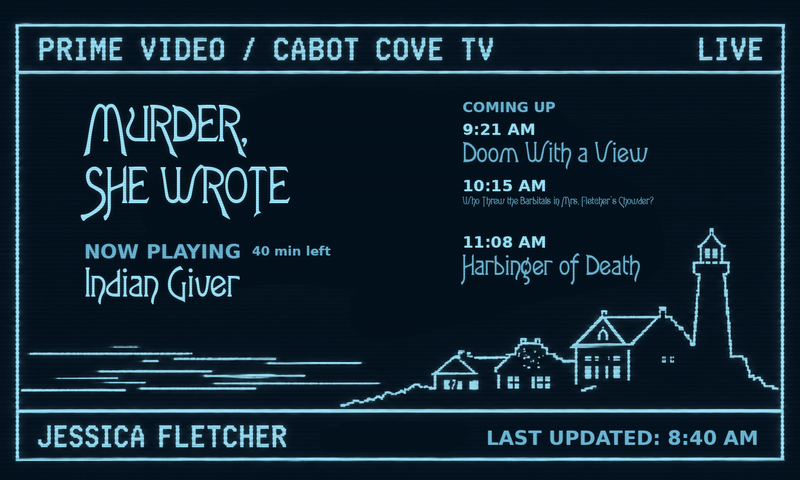 PRIME VIDEO / CABOT COVE TV
LIVE
MURDER,
SHE WROTE
NOW PLAYING 40 min left
Indian Giver
COMING UP
9:21 AM
Doom With a View
10:15 AM
Who Threw the Barbitals in Mrs. Fletcher's Chowder?
11:08 AM
Harbinger of Death
JESSICA FLETCHER
LAST UPDATED: 8:40 AM